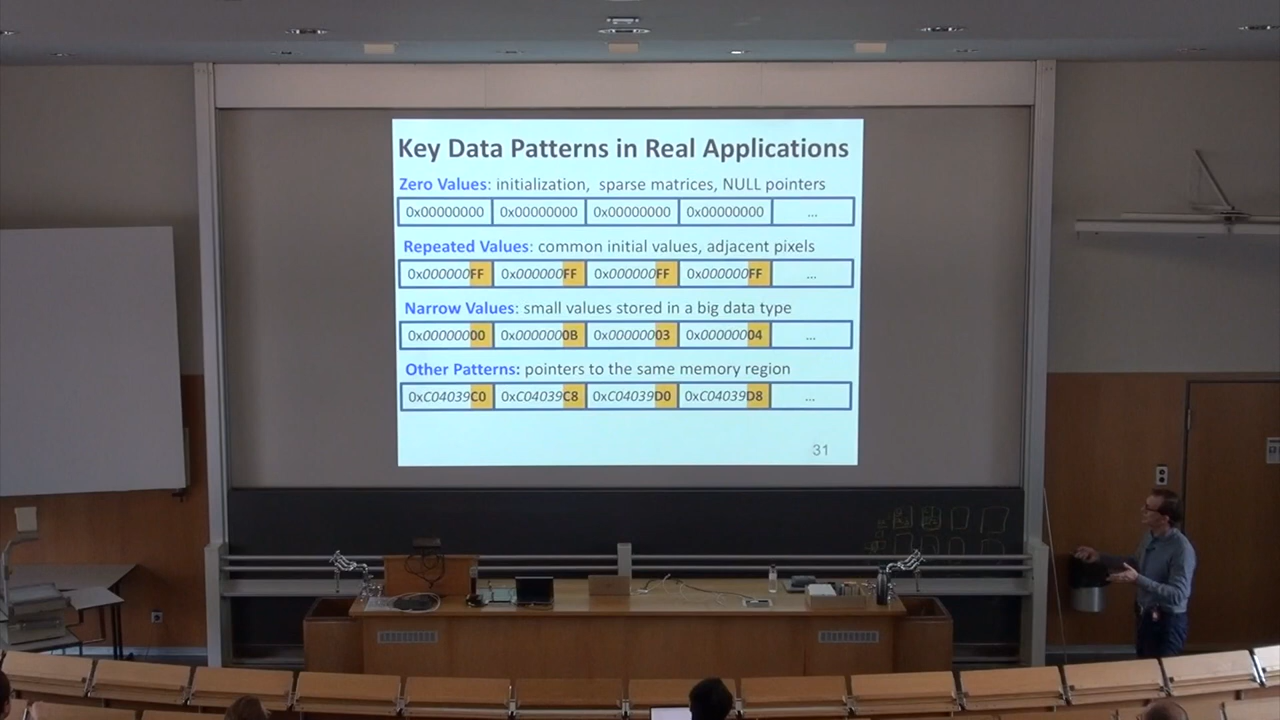 Key Data Patterns in Real Applications
Zero Values: initialization, sparse matrices, NULL pointers
0x00000000 0x00000000 0x00000000 0x00000000 ...
Repeated Values: common initial values, adjacent pixels
0x000000FF 0x000000FF 0x000000FF 0x000000FF ...
Narrow Values: small values stored in a big data type
0x00000000 0x0000000B 0x00000003 0x00000004 ...
Other Patterns: pointers to the same memory region
0xC04039C0 0xC04039C8 0xC04039D0 0xC04039D8 ...
31